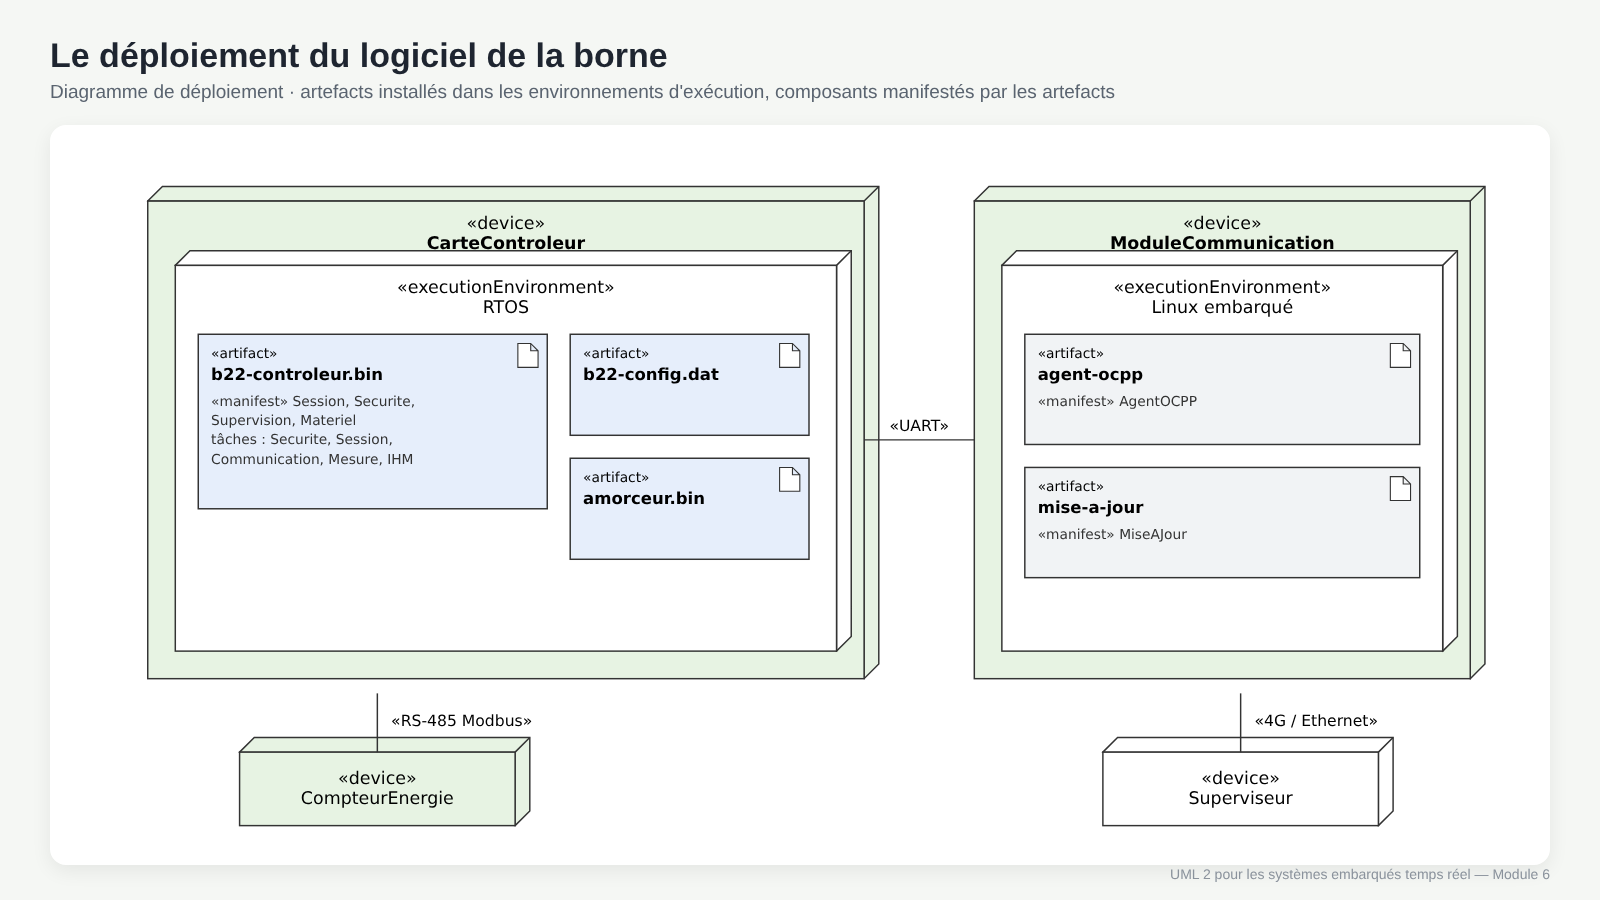 Le déploiement du logiciel de la borne
Diagramme de déploiement · artefacts installés dans les environnements d'exécution, composants manifestés par les artefacts
«device»
CarteControleur
«executionEnvironment»
RTOS
«artifact»
b22-controleur.bin
«manifest» Session, Securite,
Supervision, Materiel
tâches : Securite, Session,
Communication, Mesure, IHM
«artifact»
b22-config.dat
«artifact»
amorceur.bin
«UART»
«device»
ModuleCommunication
«executionEnvironment»
Linux embarqué
«artifact»
agent-ocpp
«manifest» AgentOCPP
«artifact»
mise-a-jour
«manifest» MiseAJour
«RS-485 Modbus»
«device»
CompteurEnergie
«4G / Ethernet»
«device»
Superviseur
UML 2 pour les systèmes embarqués temps réel — Module 6